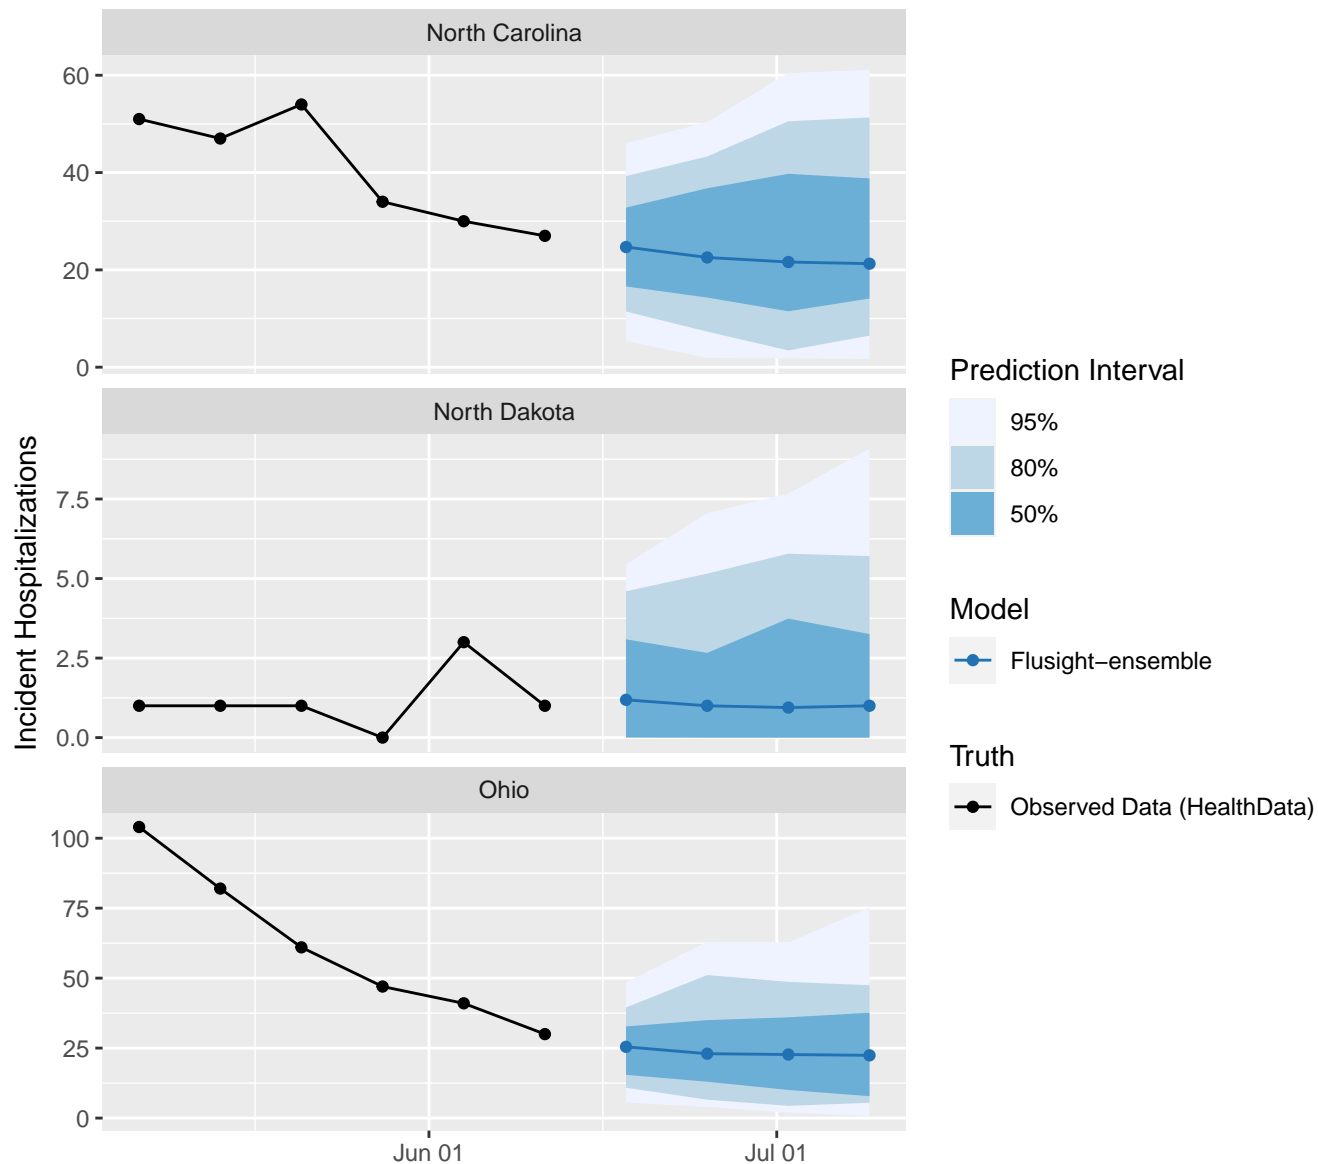 North Carolina
60
40
20
0
North Dakota
7.5
5.0
2.5
0.0
Ohio
100
75
50
25
0
Jun 01 Jul 01
Incident Hospitalizations
Prediction Interval
95%
80%
50%
Model
Flusight−ensemble
Truth
Observed Data (HealthData)